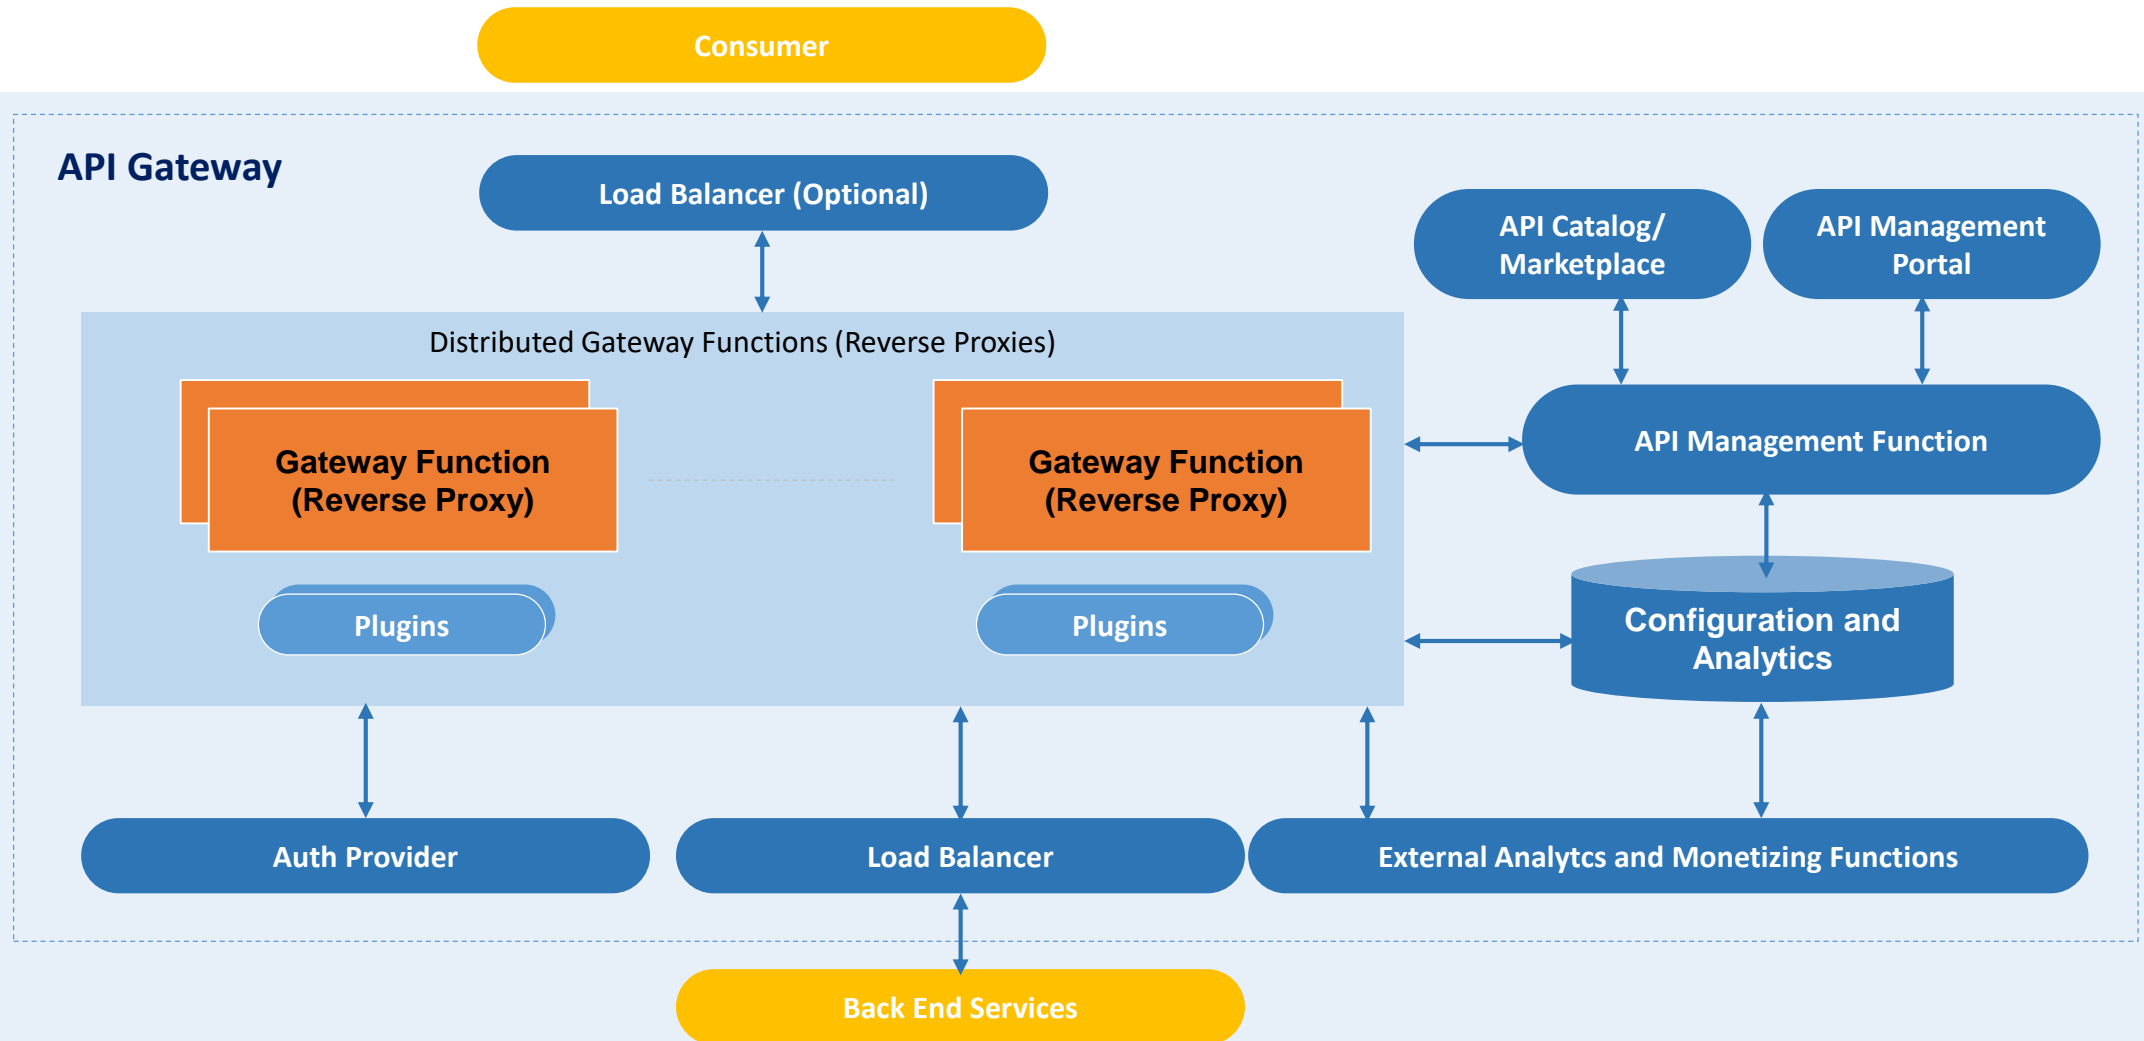 Consumer
API Gateway
Load Balancer (Optional)
API Catalog/
Marketplace
API Management
Portal
Distributed Gateway Functions (Reverse Proxies)
Gateway Function
(Reverse Proxy)
Gateway Function
(Reverse Proxy)
API Management Function
Plugins
Plugins
Configuration and
Analytics
Auth Provider
Load Balancer
External Analytcs and Monetizing Functions
Back End Services